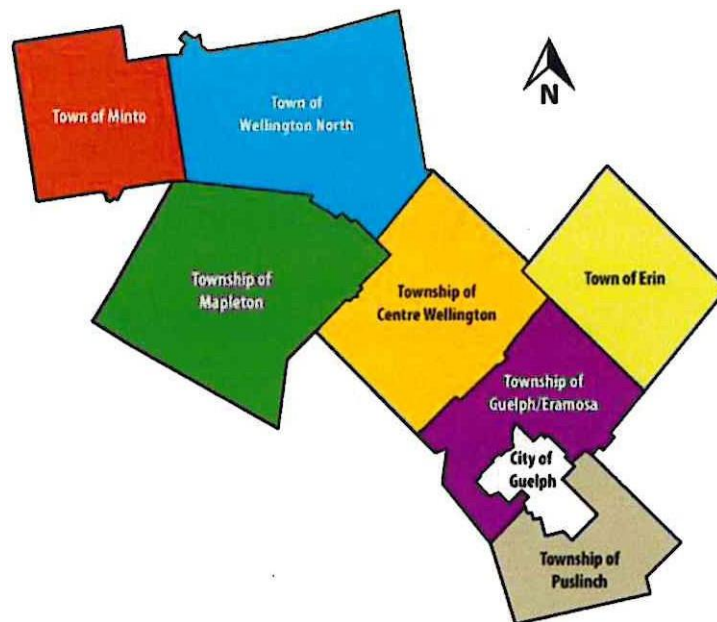 Town of Minto
Town of
Wellington North
N
Township of
Mapleton
Township of
Centre Wellington
Town of Erin
Township of
Guelph/Eramosa
City of
Guelph
Township of
Puslinch